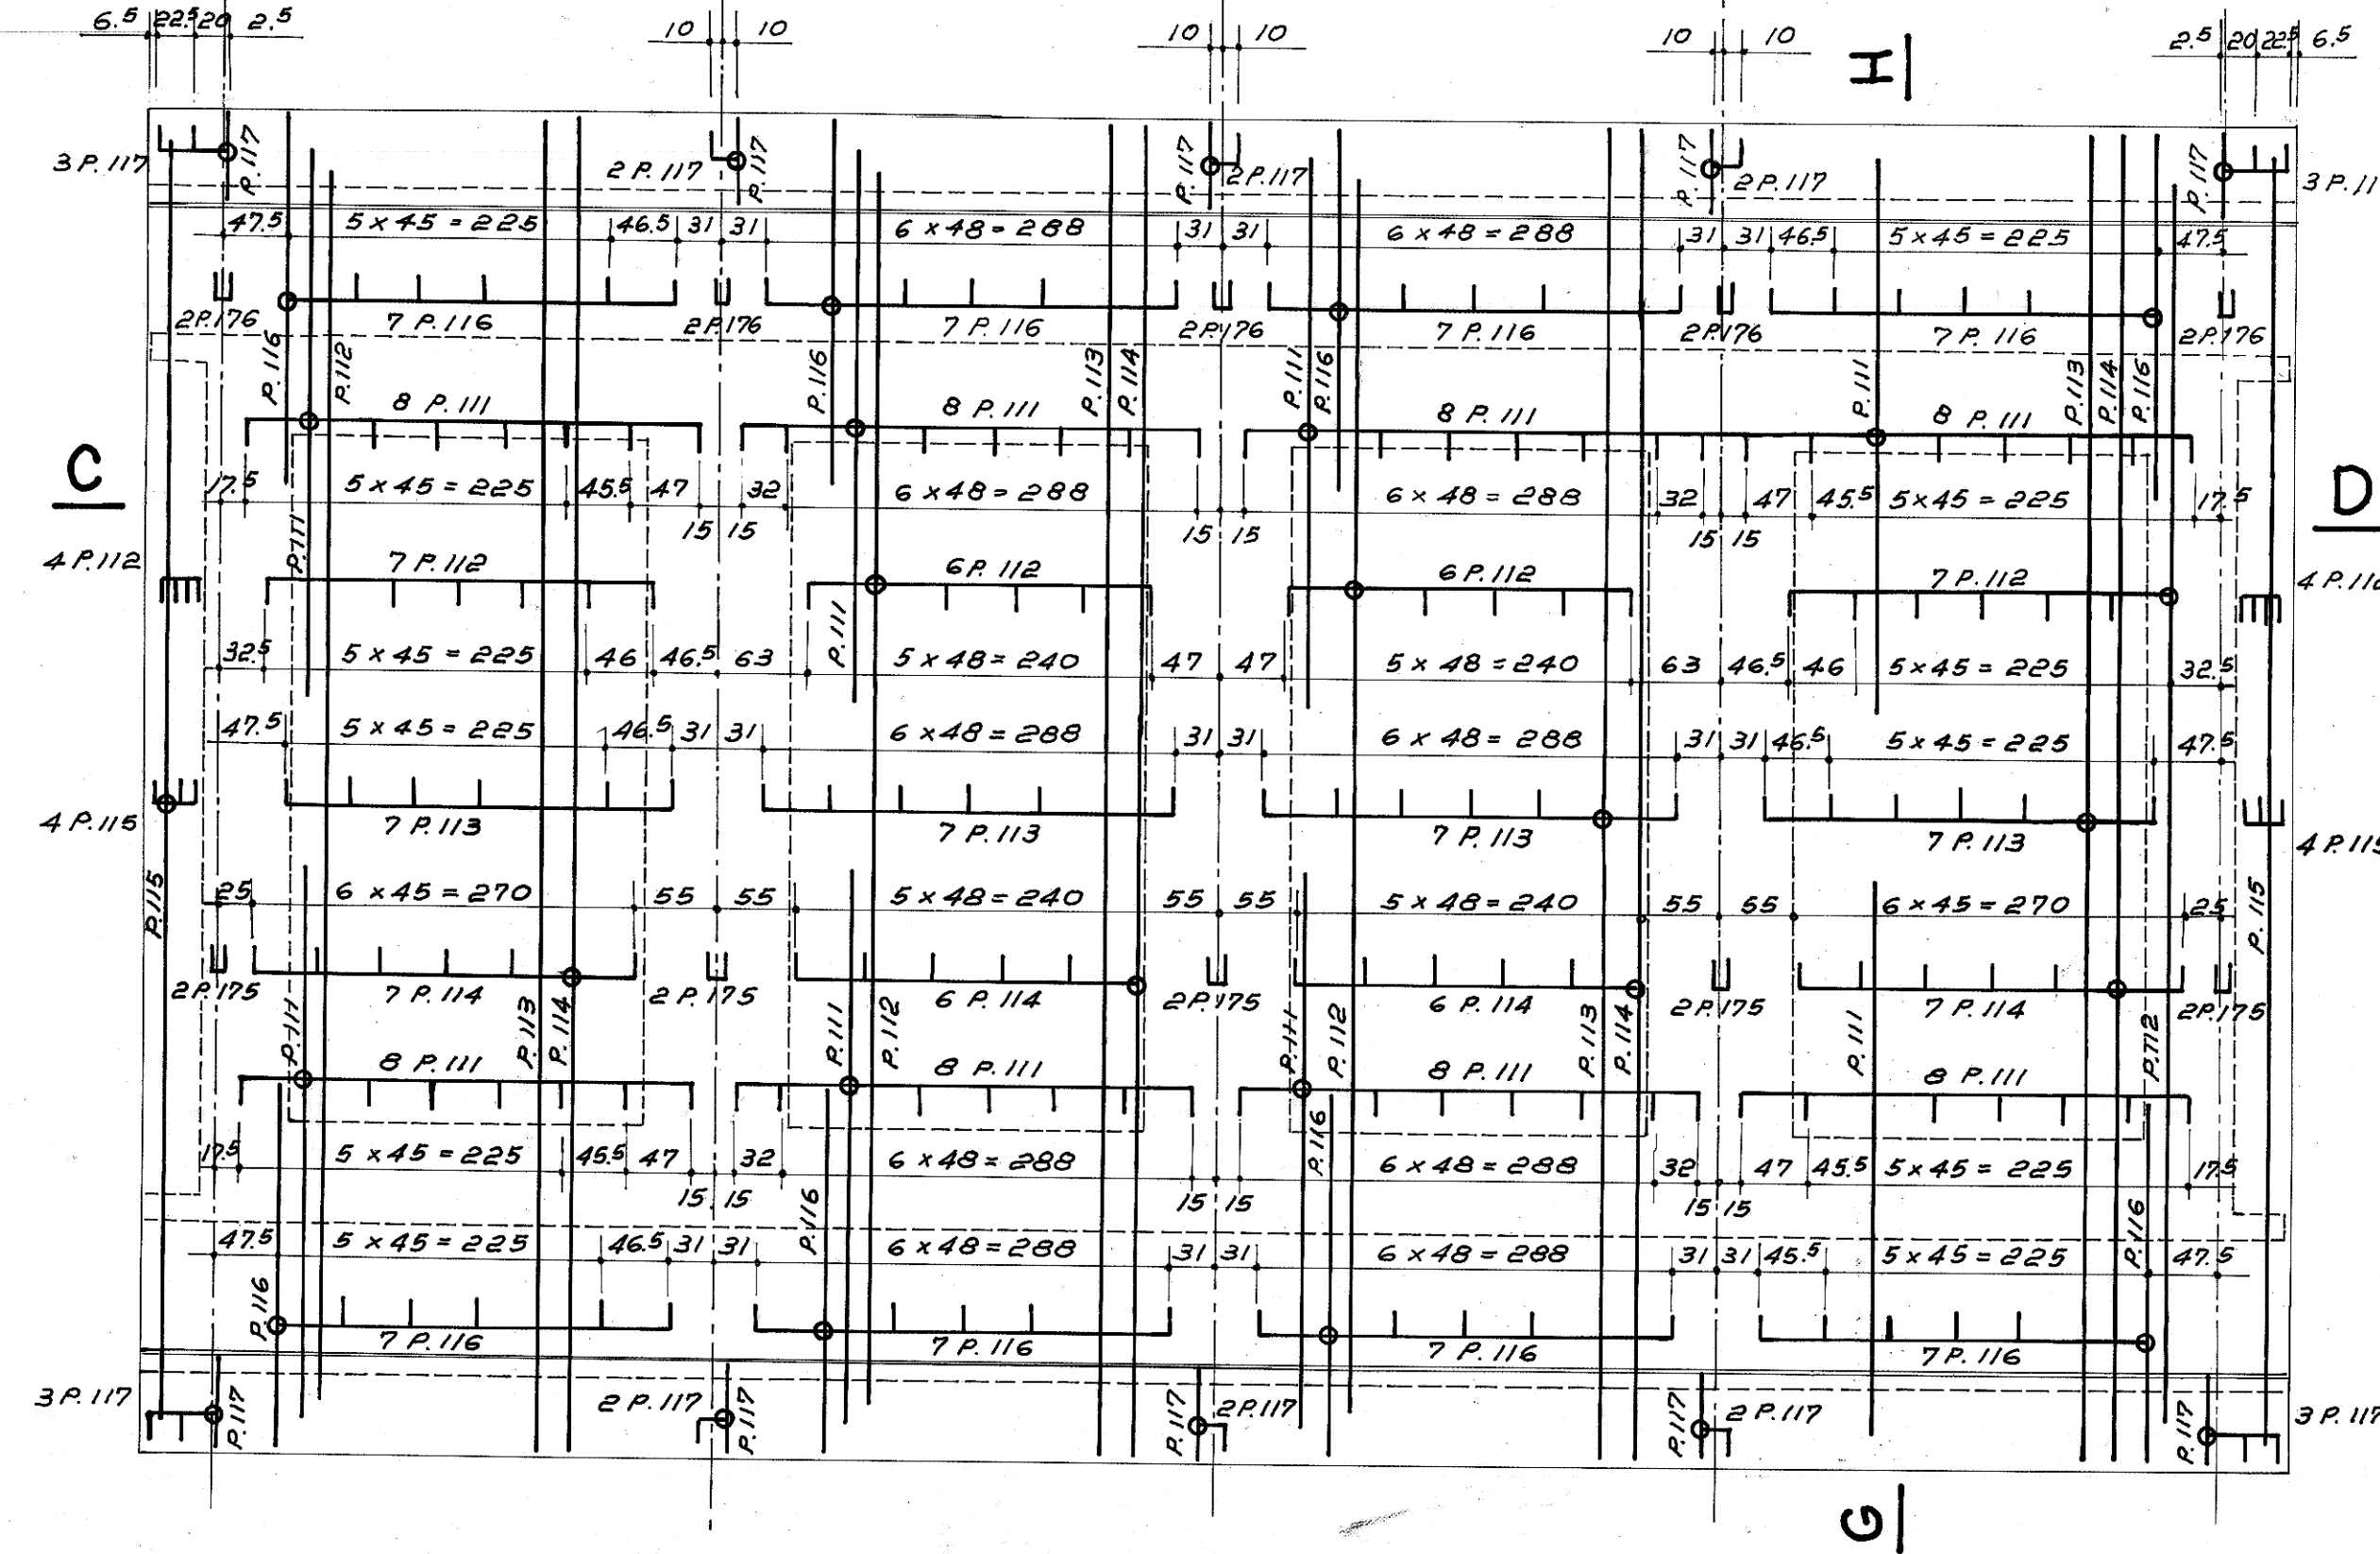 6.5 22.5 20 2.5 10 10 10 10 10 10 2.5 20 22.5 6.5
H
3 P.117 P.117 2 P.117 P.117 P.117 2 P.117 P.117 2 P.117 P.117 3 P.11
47.5 5 x 45 = 225 46.5 31 31 6 x 48 = 288 31 31 6 x 48 = 288 31 31 46.5 5 x 45 = 225 47.5
2 P.176 7 P.116 2 P.176 7 P.116 2 P.176 7 P.116 2 P.176 7 P.116 2 P.176
P.116 P.112 P.116 P.113 P.114 P.111 P.116 P.111 P.113 P.114 P.116
8 P.111 8 P.111 8 P.111 8 P.111
C D
17.5 5 x 45 = 225 45.5 47 32 6 x 48 = 288 6 x 48 = 288 32 47 45.5 5 x 45 = 225 17.5
15 15 15 15 15 15
P.111
4 P.112 7 P.112 6 P.112 6 P.112 7 P.112
P.111
32.5 5 x 45 = 225 46 46.5 63 5 x 48 = 240 47 47 5 x 48 = 240 63 46.5 46 5 x 45 = 225 32.5
47.5 5 x 45 = 225 46.5 31 31 6 x 48 = 288 31 31 6 x 48 = 288 31 31 46.5 5 x 45 = 225 47.5
4 P.115 7 P.113 7 P.113 7 P.113 7 P.113 4 P.115
P.115 P.115
25 6 x 45 = 270 55 55 5 x 48 = 240 55 55 5 x 48 = 240 55 55 6 x 45 = 270 25
2 P.175 7 P.114 2 P.175 6 P.114 2 P.175 6 P.114 2 P.175 7 P.114 2 P.175
P.111 P.113 P.114 P.111 P.112 P.111 P.112 P.113 P.114 P.111 P.112
8 P.111 8 P.111 8 P.111 8 P.111
17.5 5 x 45 = 225 45.5 47 32 6 x 48 = 288 6 x 48 = 288 32 47 45.5 5 x 45 = 225 17.5
15 15 15 15 15 15
P.116 P.116 P.116
47.5 5 x 45 = 225 46.5 31 31 6 x 48 = 288 31 31 6 x 48 = 288 31 31 45.5 5 x 45 = 225 47.5
P.116
7 P.116 7 P.116 7 P.116 7 P.116
3 P.117 P.117 2 P.117 P.117 P.117 2 P.117 P.117 2 P.117 P.117 3 P.117
G